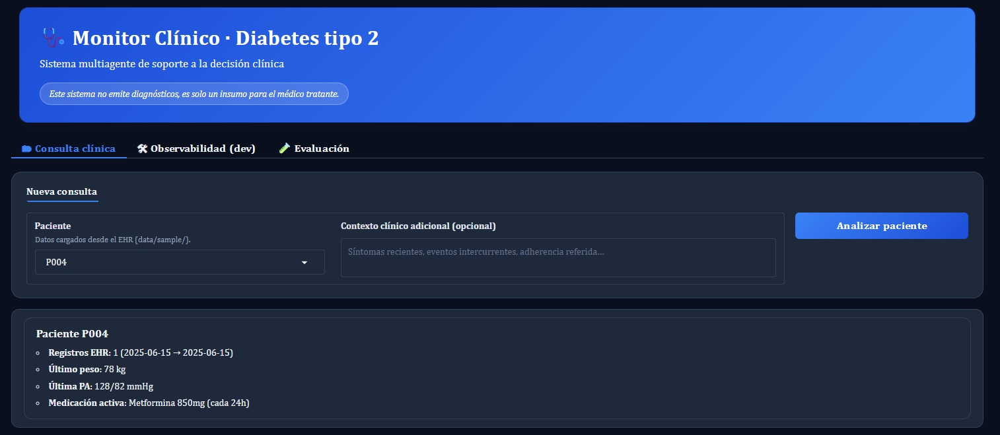 Monitor Clínico · Diabetes tipo 2
Sistema multiagente de soporte a la decisión clínica
Este sistema no emite diagnósticos, es solo un insumo para el médico tratante.
Consulta clínica
Observabilidad (dev)
Evaluación
Nueva consulta
Paciente
Datos cargados desde el EHR (data/sample/).
P004
Contexto clínico adicional (opcional)
Síntomas recientes, eventos intercurrentes, adherencia referida...
Analizar paciente
Paciente P004
Registros EHR: 1 (2025-06-15 → 2025-06-15)
Último peso: 78 kg
Última PA: 128/82 mmHg
Medicación activa: Metformina 850mg (cada 24h)